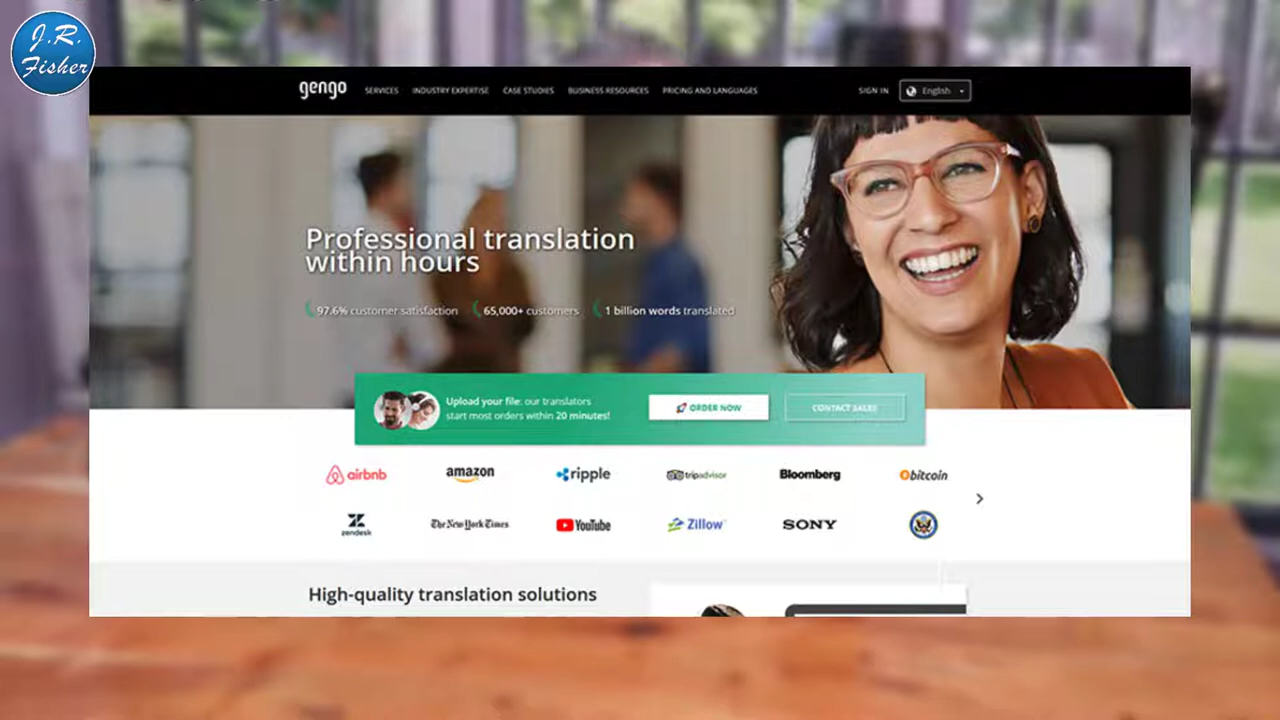 J.R.
Fisher
gengo SERVICES INDUSTRY EXPERTISE CASE STUDIES BUSINESS RESOURCES PRICING AND LANGUAGES SIGN IN English
Professional translation
within hours
97.6% customer satisfaction 65,000+ customers 1 billion words translated
Upload your file: our translators
start most orders within 20 minutes!
ORDER NOW CONTACT SALES
airbnb amazon ripple tripadvisor Bloomberg bitcoin
zendesk The New York Times YouTube Zillow SONY
High-quality translation solutions